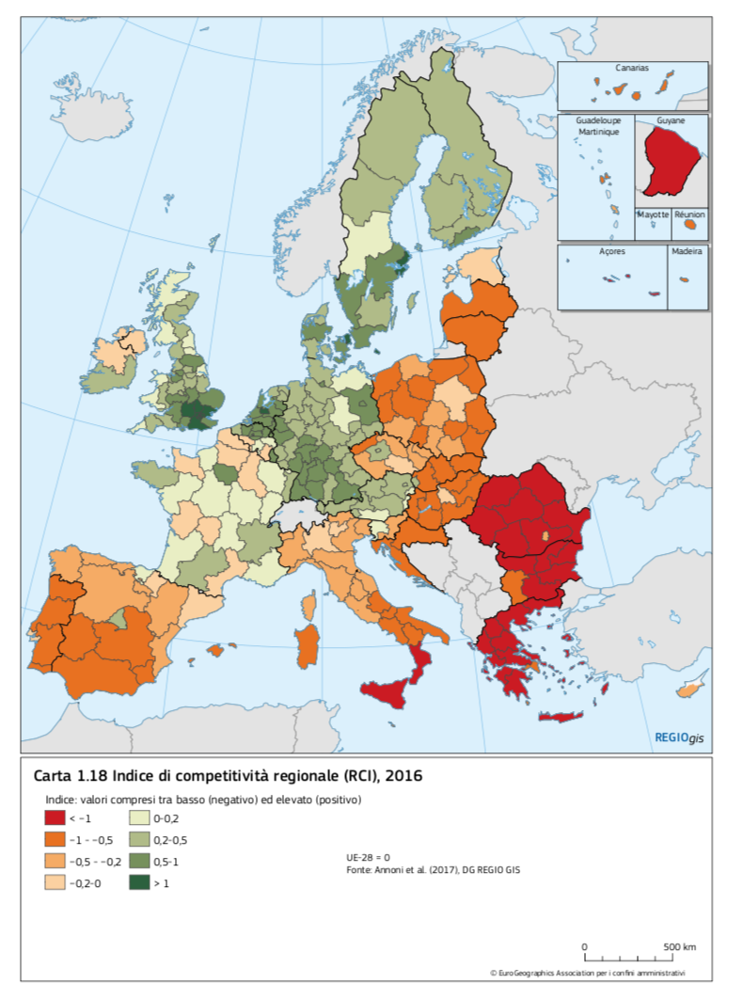 Canarias
Guadeloupe
Martinique
Guyane
Mayotte
Réunion
Açores
Madeira
REGIOgis
Carta 1.18 Indice di competitività regionale (RCI), 2016
Indice: valori compresi tra basso (negativo) ed elevato (positivo)
< −1
−1 - −0,5
−0,5 - −0,2
−0,2-0
0-0,2
0,2-0,5
0,5-1
> 1
UE-28 = 0
Fonte: Annoni et al. (2017), DG REGIO GIS
0 500 km
© EuroGeographics Association per i confini amministrativi